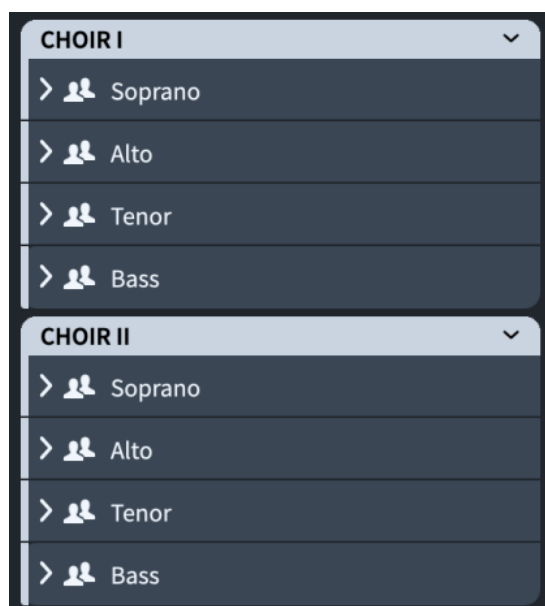 CHOIR I
Soprano
Alto
Tenor
Bass
CHOIR II
Soprano
Alto
Tenor
Bass